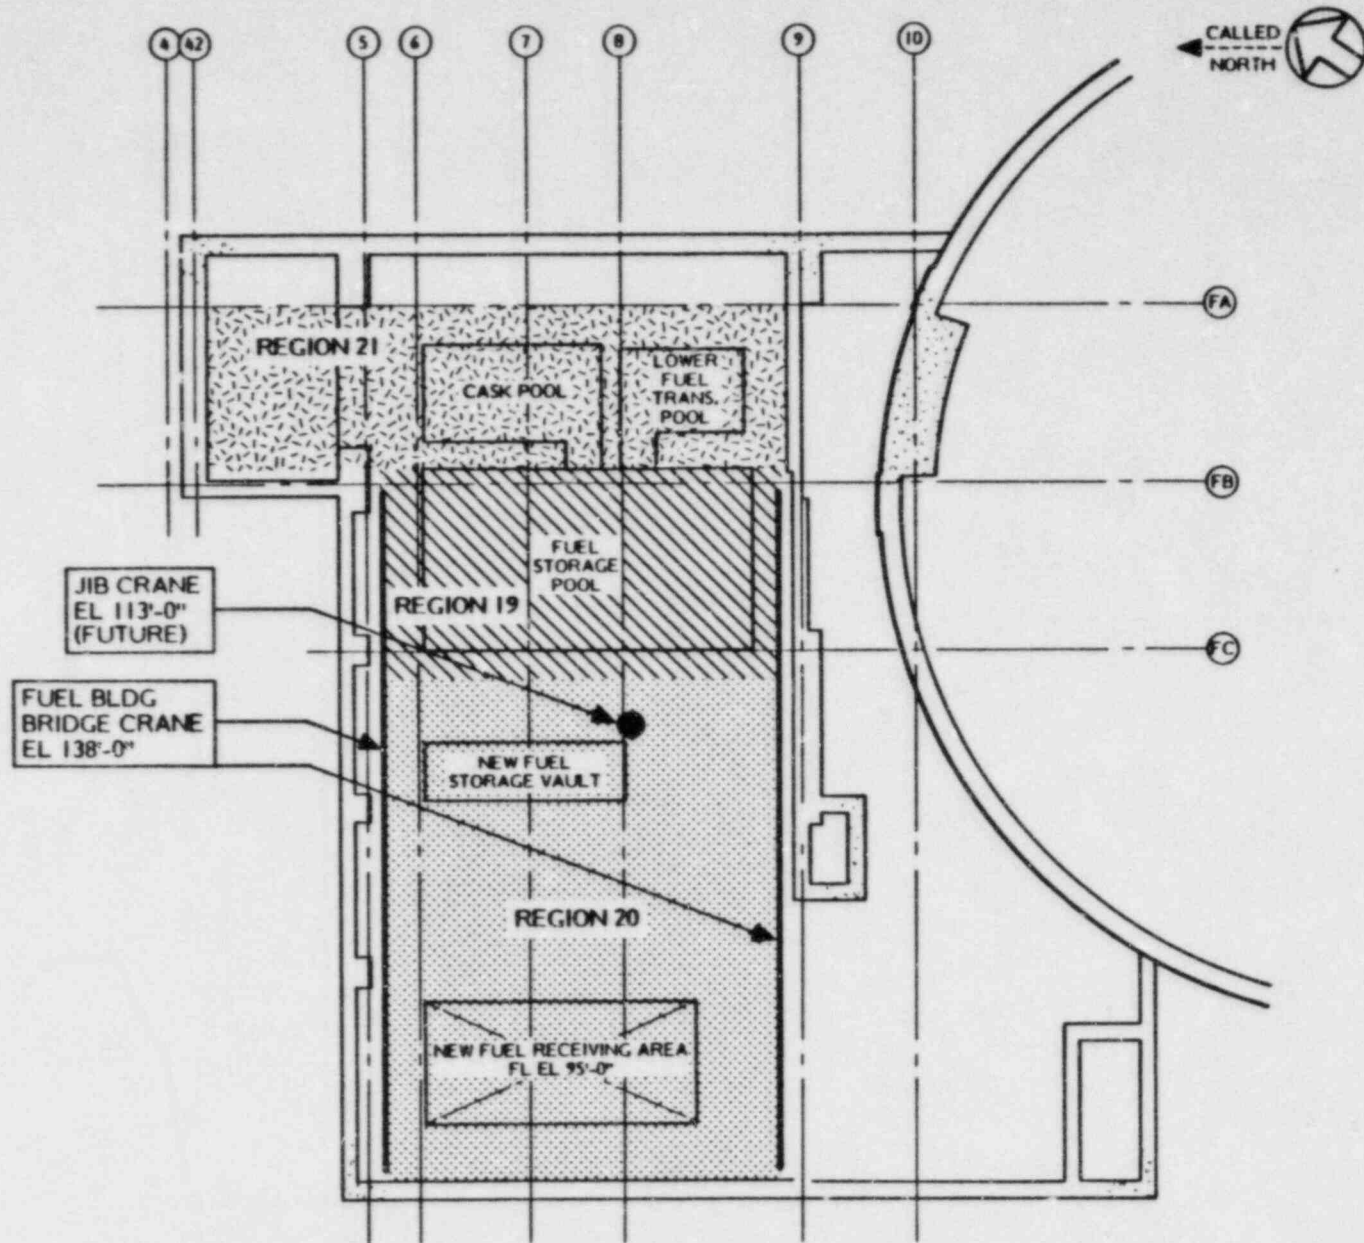 4
42
5
6
7
8
9
10
CALLED
NORTH
FA
REGION 21
CASK POOL
LOWER
FUEL
TRANS.
POOL
FB
FUEL
STORAGE
POOL
JIB CRANE
EL 113'-0"
(FUTURE)
REGION 19
FC
FUEL BLDG
BRIDGE CRANE
EL 138'-0"
NEW FUEL
STORAGE VAULT
REGION 20
NEW FUEL RECEIVING AREA
FL EL 95'-0"